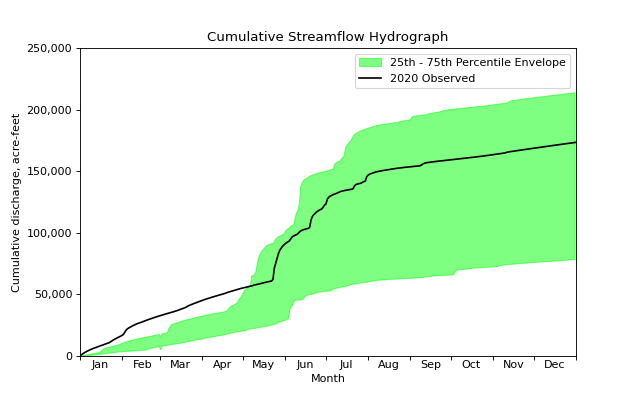 Cumulative Streamflow Hydrograph
250,000
200,000
150,000
100,000
50,000
0
Cumulative discharge, acre-feet
25th - 75th Percentile Envelope
2020 Observed
Jan Feb Mar Apr May Jun Jul Aug Sep Oct Nov Dec
Month